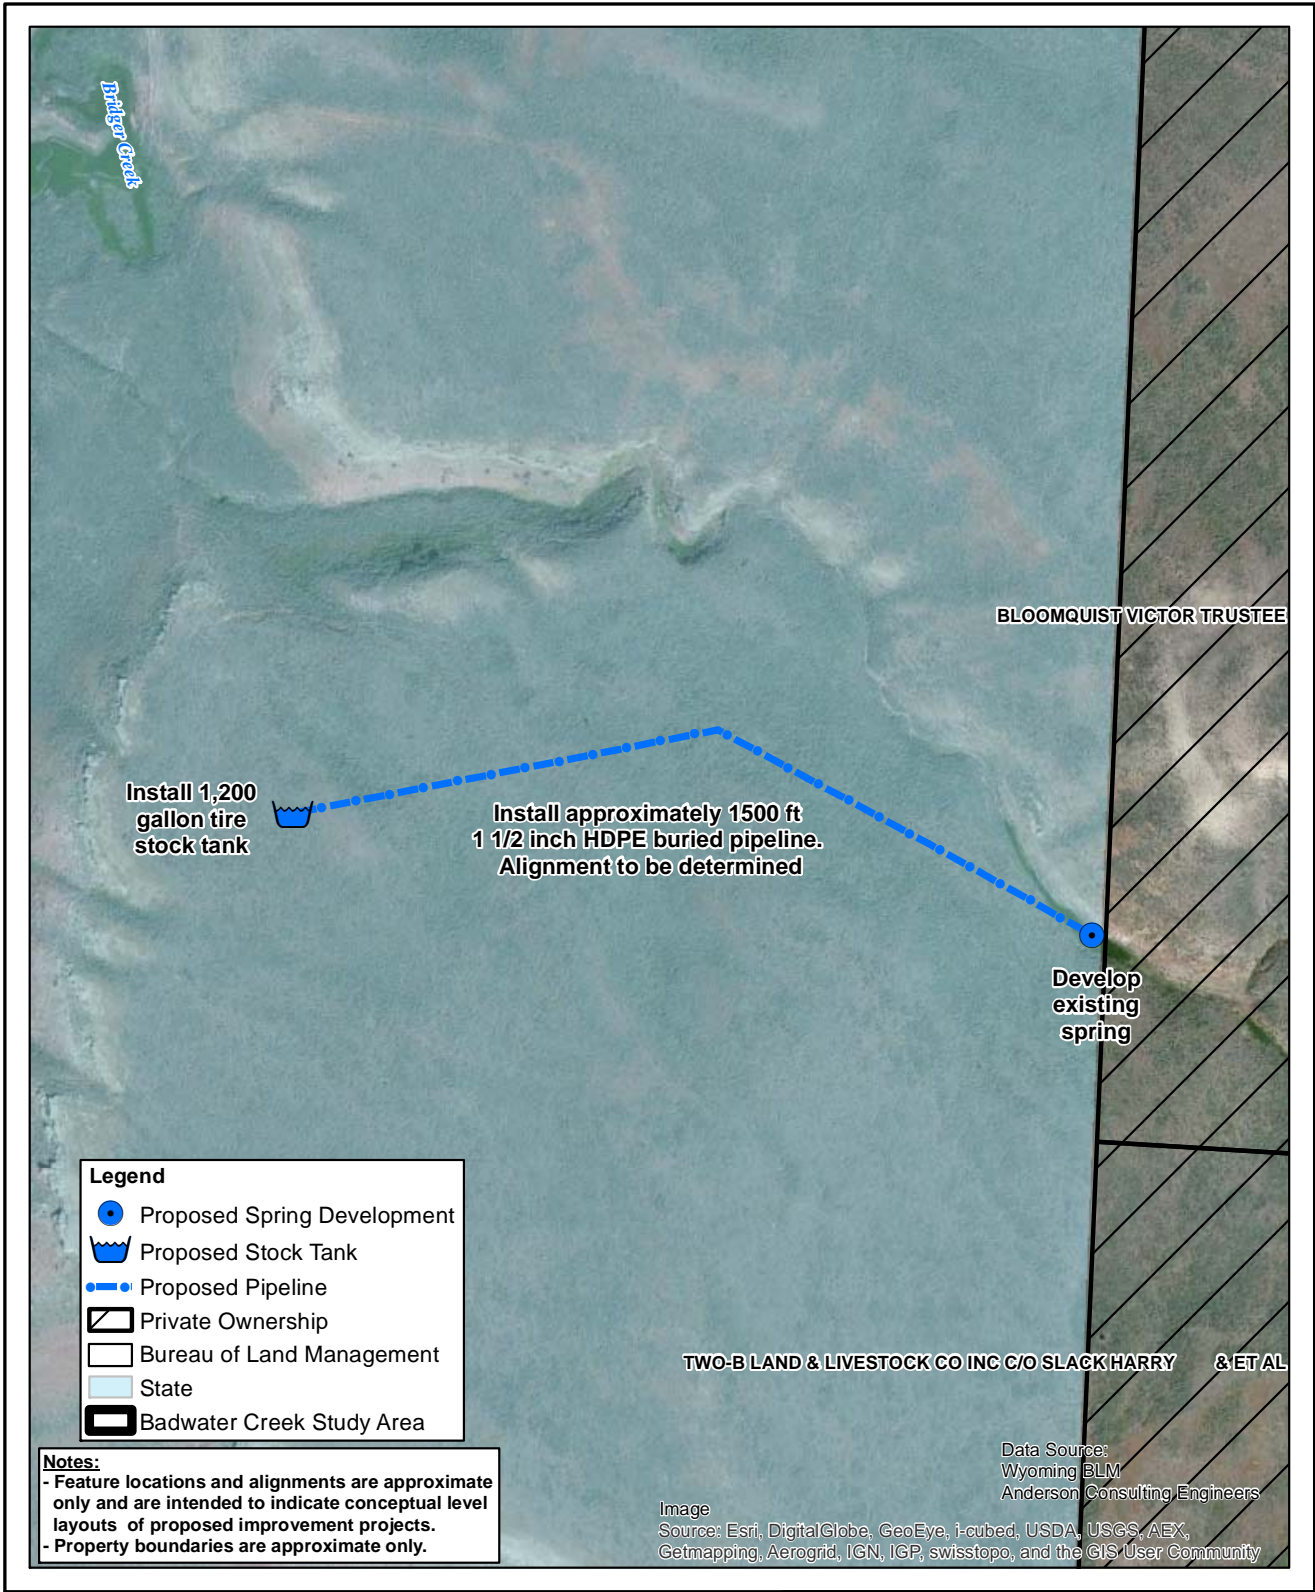 Bridger Creek
BLOOMQUIST VICTOR TRUSTEE
Install 1,200
gallon tire
stock tank
Install approximately 1500 ft
1 1/2 inch HDPE buried pipeline.
Alignment to be determined
Develop
existing
spring
Legend
Proposed Spring Development
Proposed Stock Tank
Proposed Pipeline
Private Ownership
Bureau of Land Management
State
Badwater Creek Study Area
TWO-B LAND & LIVESTOCK CO INC C/O SLACK HARRY & ET AL
Notes:
- Feature locations and alignments are approximate
only and are intended to indicate conceptual level
layouts of proposed improvement projects.
- Property boundaries are approximate only.
Data Source:
Wyoming BLM
Anderson Consulting Engineers
Image
Source: Esri, DigitalGlobe, GeoEye, i-cubed, USDA, USGS, AEX,
Getmapping, Aerogrid, IGN, IGP, swisstopo, and the GIS User Community